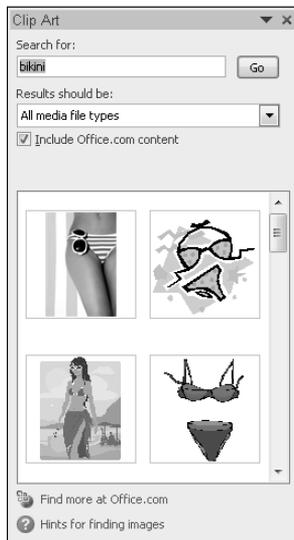 Clip Art
Search for:
bikini
Go
Results should be:
All media file types
Include Office.com content
Find more at Office.com
Hints for finding images